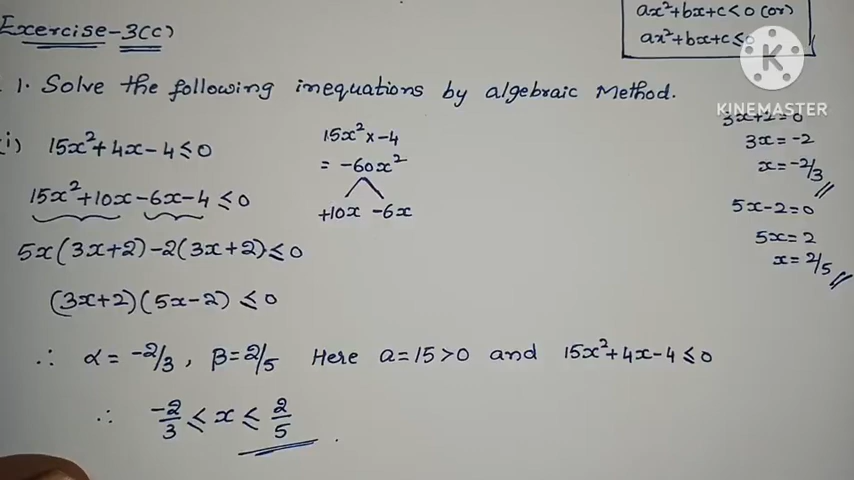 Exercise-3(c)
ax²+bx+c<0 (or)
ax²+bx+c≤0
KINEMASTER
1. Solve the following inequations by algebraic Method.
i) 15x²+4x-4≤0
15x²+10x-6x-4≤0
5x(3x+2)-2(3x+2)≤0
(3x+2)(5x-2)≤0
15x²x-4
= -60x²
+10x -6x
3x+2=0
3x=-2
x=-2/3
5x-2=0
5x=2
x=2/5
∴ α=-2/3, β=2/5 Here a=15>0 and 15x²+4x-4≤0
∴ -2/3 ≤ x ≤ 2/5